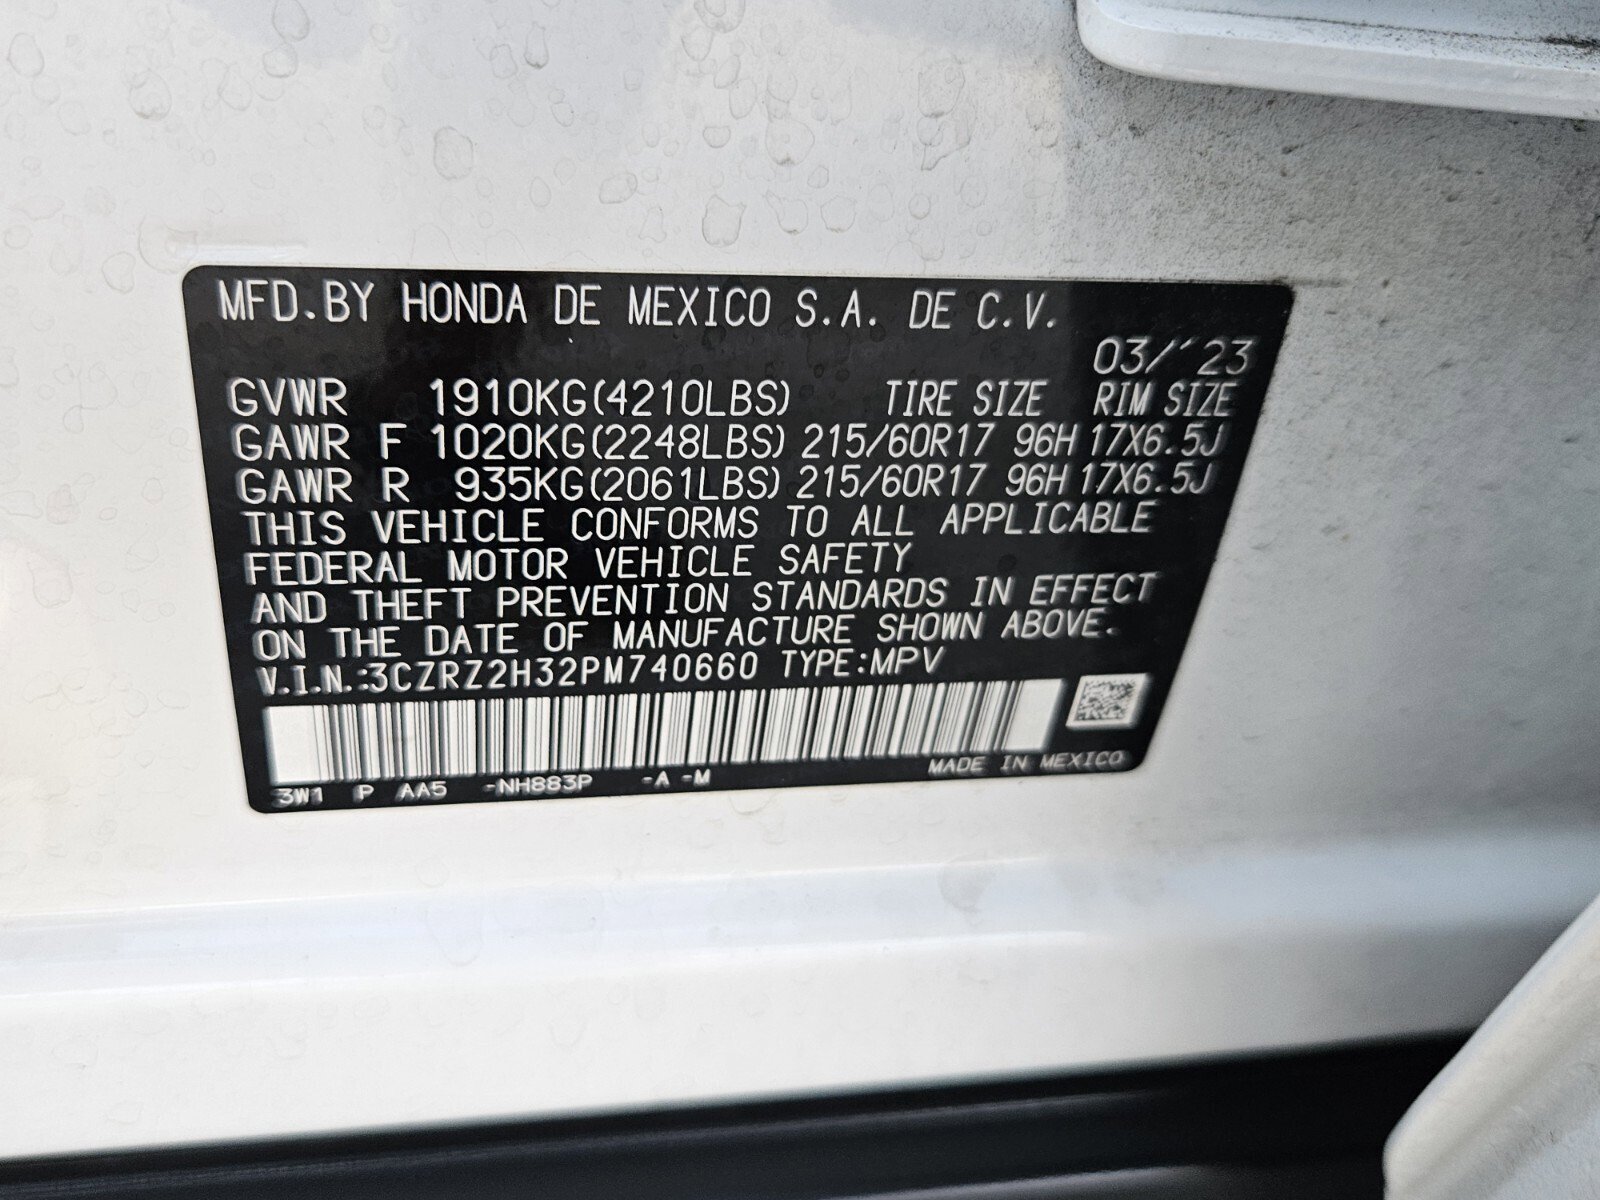 MFD.BY HONDA DE MEXICO S.A. DE C.V.
03/´23
GVWR 1910KG(4210LBS) TIRE SIZE RIM SIZE
GAWR F 1020KG(2248LBS) 215/60R17 96H 17X6.5J
GAWR R 935KG(2061LBS) 215/60R17 96H 17X6.5J
THIS VEHICLE CONFORMS TO ALL APPLICABLE
FEDERAL MOTOR VEHICLE SAFETY
AND THEFT PREVENTION STANDARDS IN EFFECT
ON THE DATE OF MANUFACTURE SHOWN ABOVE.
V.I.N.:3CZRZ2H32PM740660 TYPE:MPV
MADE IN MEXICO
3W1 P AA5 -NH883P -A -M